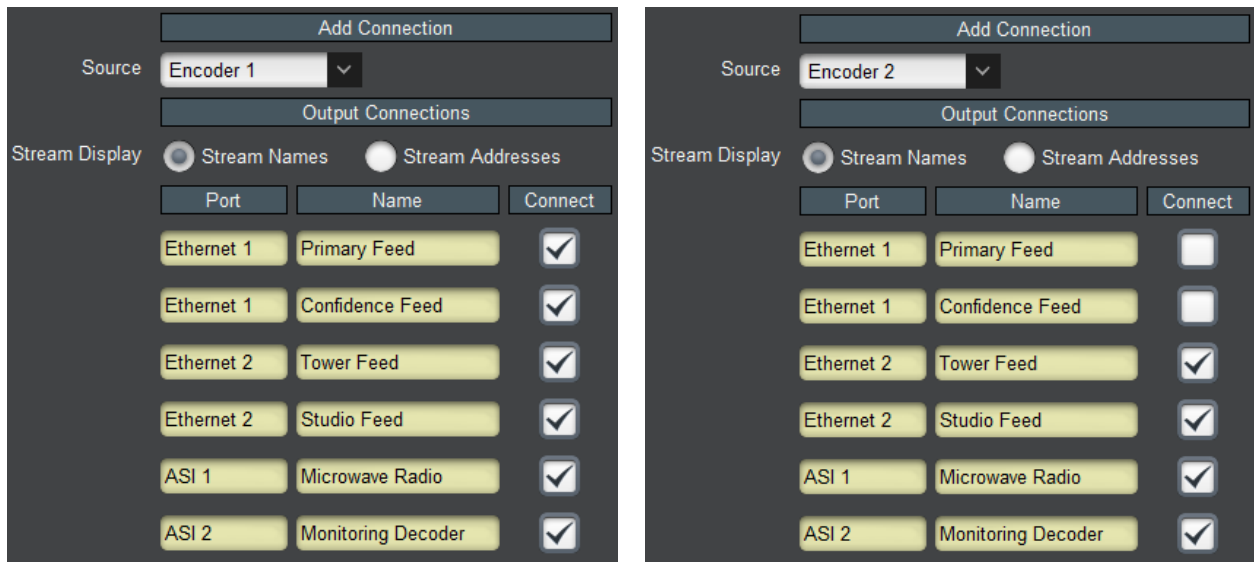 Add Connection
Source Encoder 1
Output Connections
Stream Display Stream Names Stream Addresses
Port Name Connect
Ethernet 1 Primary Feed
Ethernet 1 Confidence Feed
Ethernet 2 Tower Feed
Ethernet 2 Studio Feed
ASI 1 Microwave Radio
ASI 2 Monitoring Decoder
Add Connection
Source Encoder 2
Output Connections
Stream Display Stream Names Stream Addresses
Port Name Connect
Ethernet 1 Primary Feed
Ethernet 1 Confidence Feed
Ethernet 2 Tower Feed
Ethernet 2 Studio Feed
ASI 1 Microwave Radio
ASI 2 Monitoring Decoder